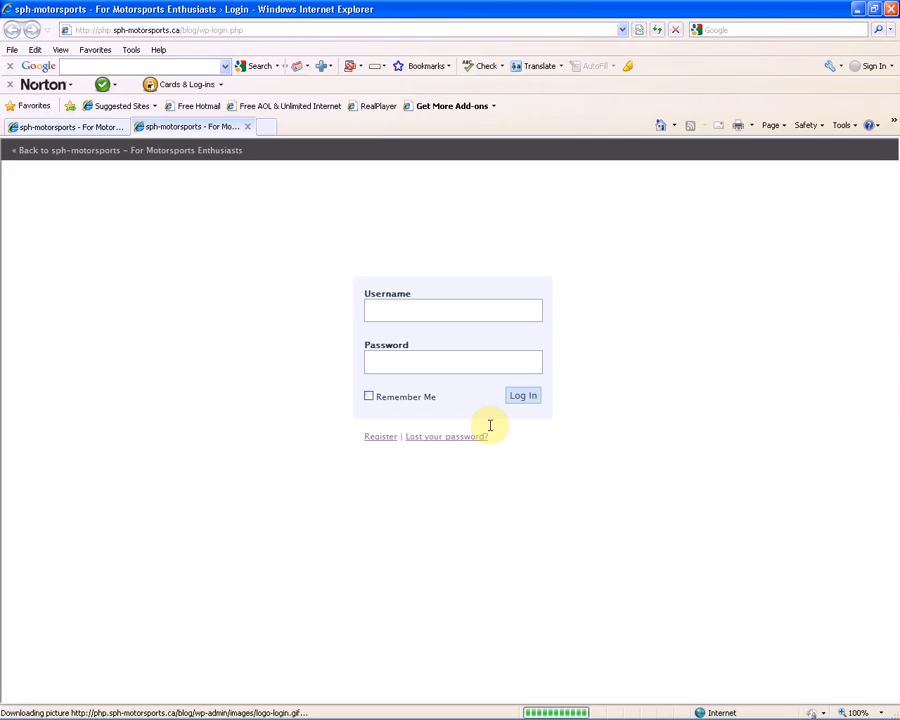 sph-motorsports - For Motorsports Enthusiasts › Login - Windows Internet Explorer
http://php.sph-motorsports.ca/blog/wp-login.php
Google
File Edit View Favorites Tools Help
Google Search Bookmarks Check Translate AutoFill Sign In
Norton Cards & Log-ins
Favorites Suggested Sites Free Hotmail Free AOL & Unlimited Internet RealPlayer Get More Add-ons
sph-motorsports - For Motor... sph-motorsports - For Mo... Page Safety Tools
« Back to sph-motorsports – For Motorsports Enthusiasts
Username
Password
Remember Me Log In
Register | Lost your password?
Downloading picture http://php.sph-motorsports.ca/blog/wp-admin/images/logo-login.gif... Internet 100%